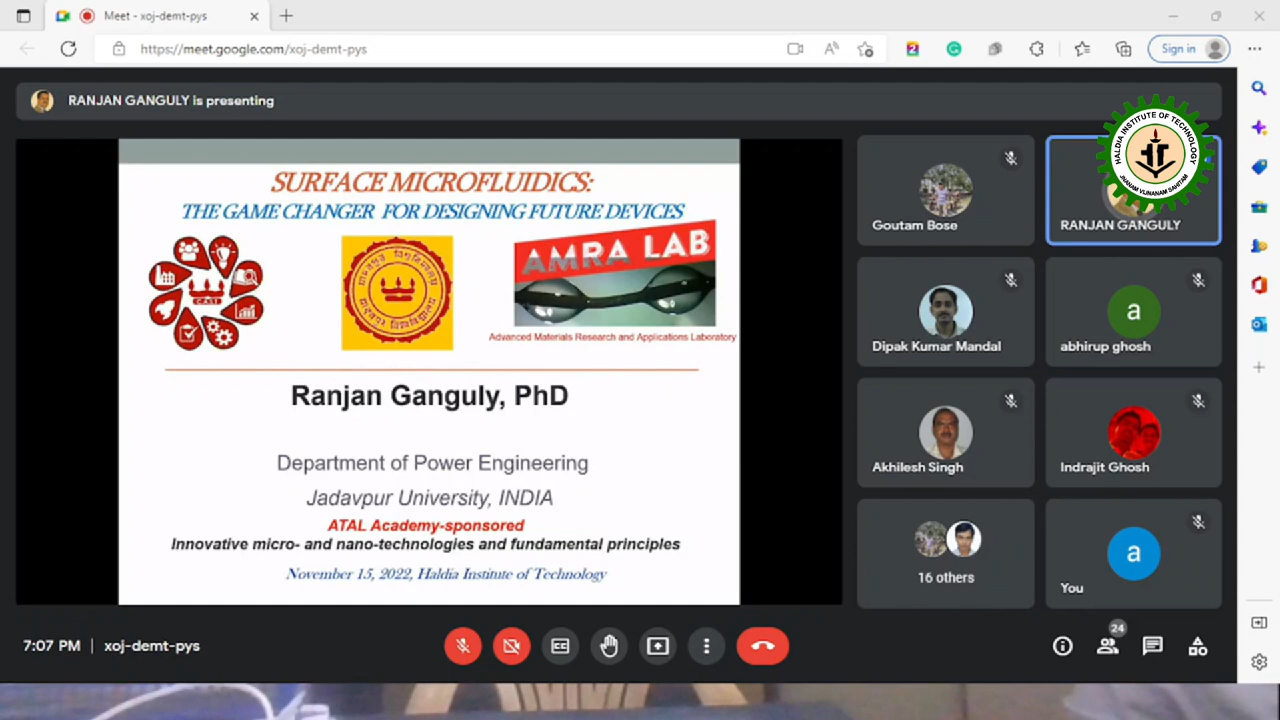 Meet - xoj-demt-pys
https://meet.google.com/xoj-demt-pys
Sign in
RANJAN GANGULY is presenting
SURFACE MICROFLUIDICS:
THE GAME CHANGER FOR DESIGNING FUTURE DEVICES
CAST
AMRA LAB
Advanced Materials Research and Applications Laboratory
Ranjan Ganguly, PhD
Department of Power Engineering
Jadavpur University, INDIA
ATAL Academy-sponsored
Innovative micro- and nano-technologies and fundamental principles
November 15, 2022, Haldia Institute of Technology
Goutam Bose
HALDIA INSTITUTE OF TECHNOLOGY
JNANAM VIJNANAM SAHITAM
RANJAN GANGULY
Dipak Kumar Mandal
a
abhirup ghosh
Akhilesh Singh
Indrajit Ghosh
16 others
a
You
7:07 PM | xoj-demt-pys
24